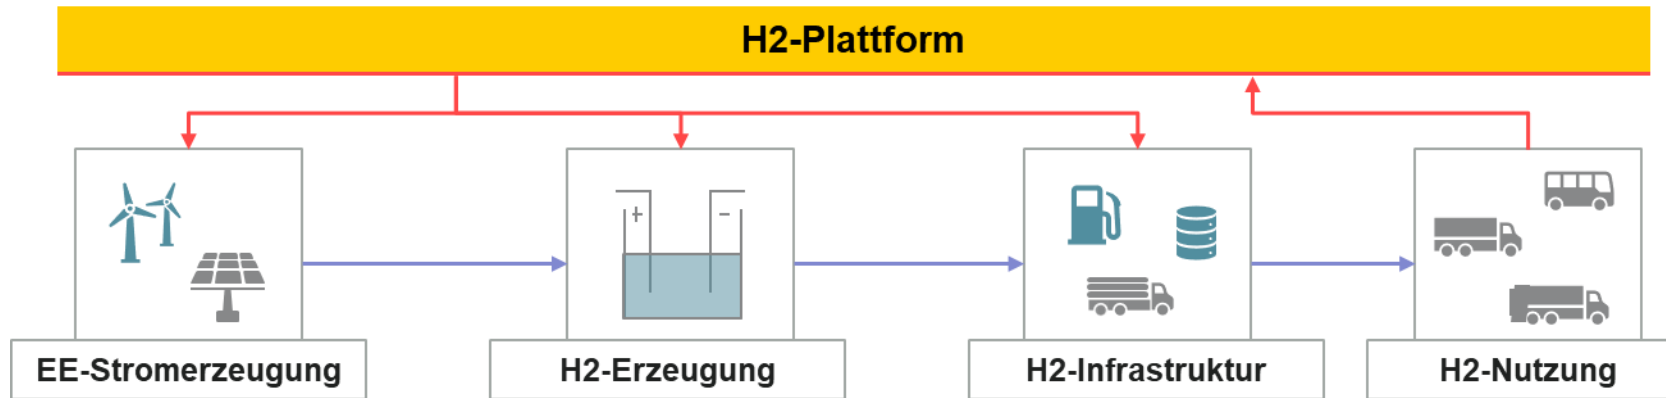 H2-Plattform
+
−
EE-Stromerzeugung
H2-Erzeugung
H2-Infrastruktur
H2-Nutzung